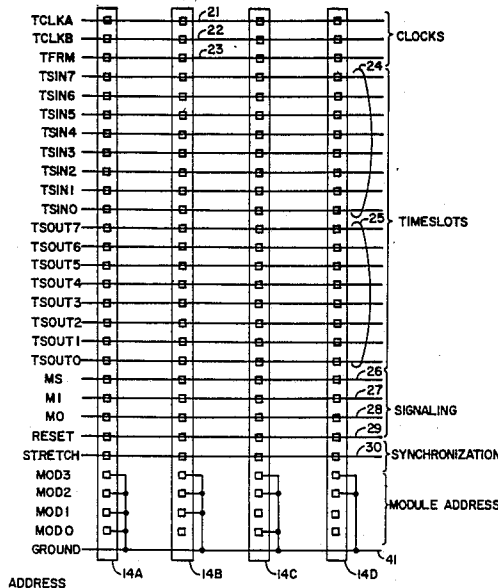 TCLKA 21 CLOCKS
TCLKB 22
TFRM 23
TSIN7 24
TSIN6
TSIN5
TSIN4
TSIN3
TSIN2
TSIN1
TSIN0
TSOUT7 25 TIMESLOTS
TSOUT6
TSOUT5
TSOUT4
TSOUT3
TSOUT2
TSOUT1
TSOUT0
MS 26
MI 27
MO 28 SIGNALING
RESET 29
STRETCH 30 SYNCHRONIZATION
MOD3
MOD2 MODULE ADDRESS
MOD1
MOD0
GROUND 41
14A 14B 14C 14D
ADDRESS